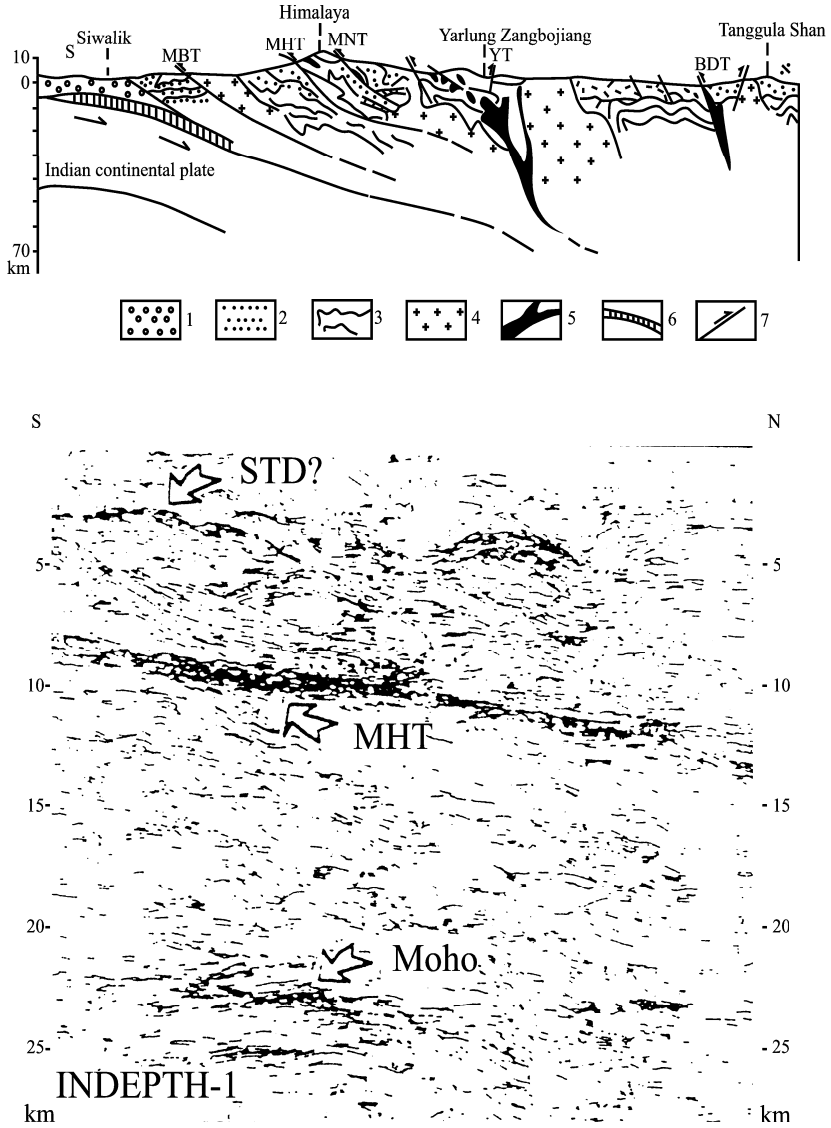 Himalaya
Siwalik Yarlung Zangbojiang Tanggula Shan
10 S MBT MHT MNT YT BDT N
0
Indian continental plate
70
km
1 2 3 4 5 6 7
S N
STD?
5 5
10 10
MHT
15 15
20 20
Moho
25 25
INDEPTH-1
km km